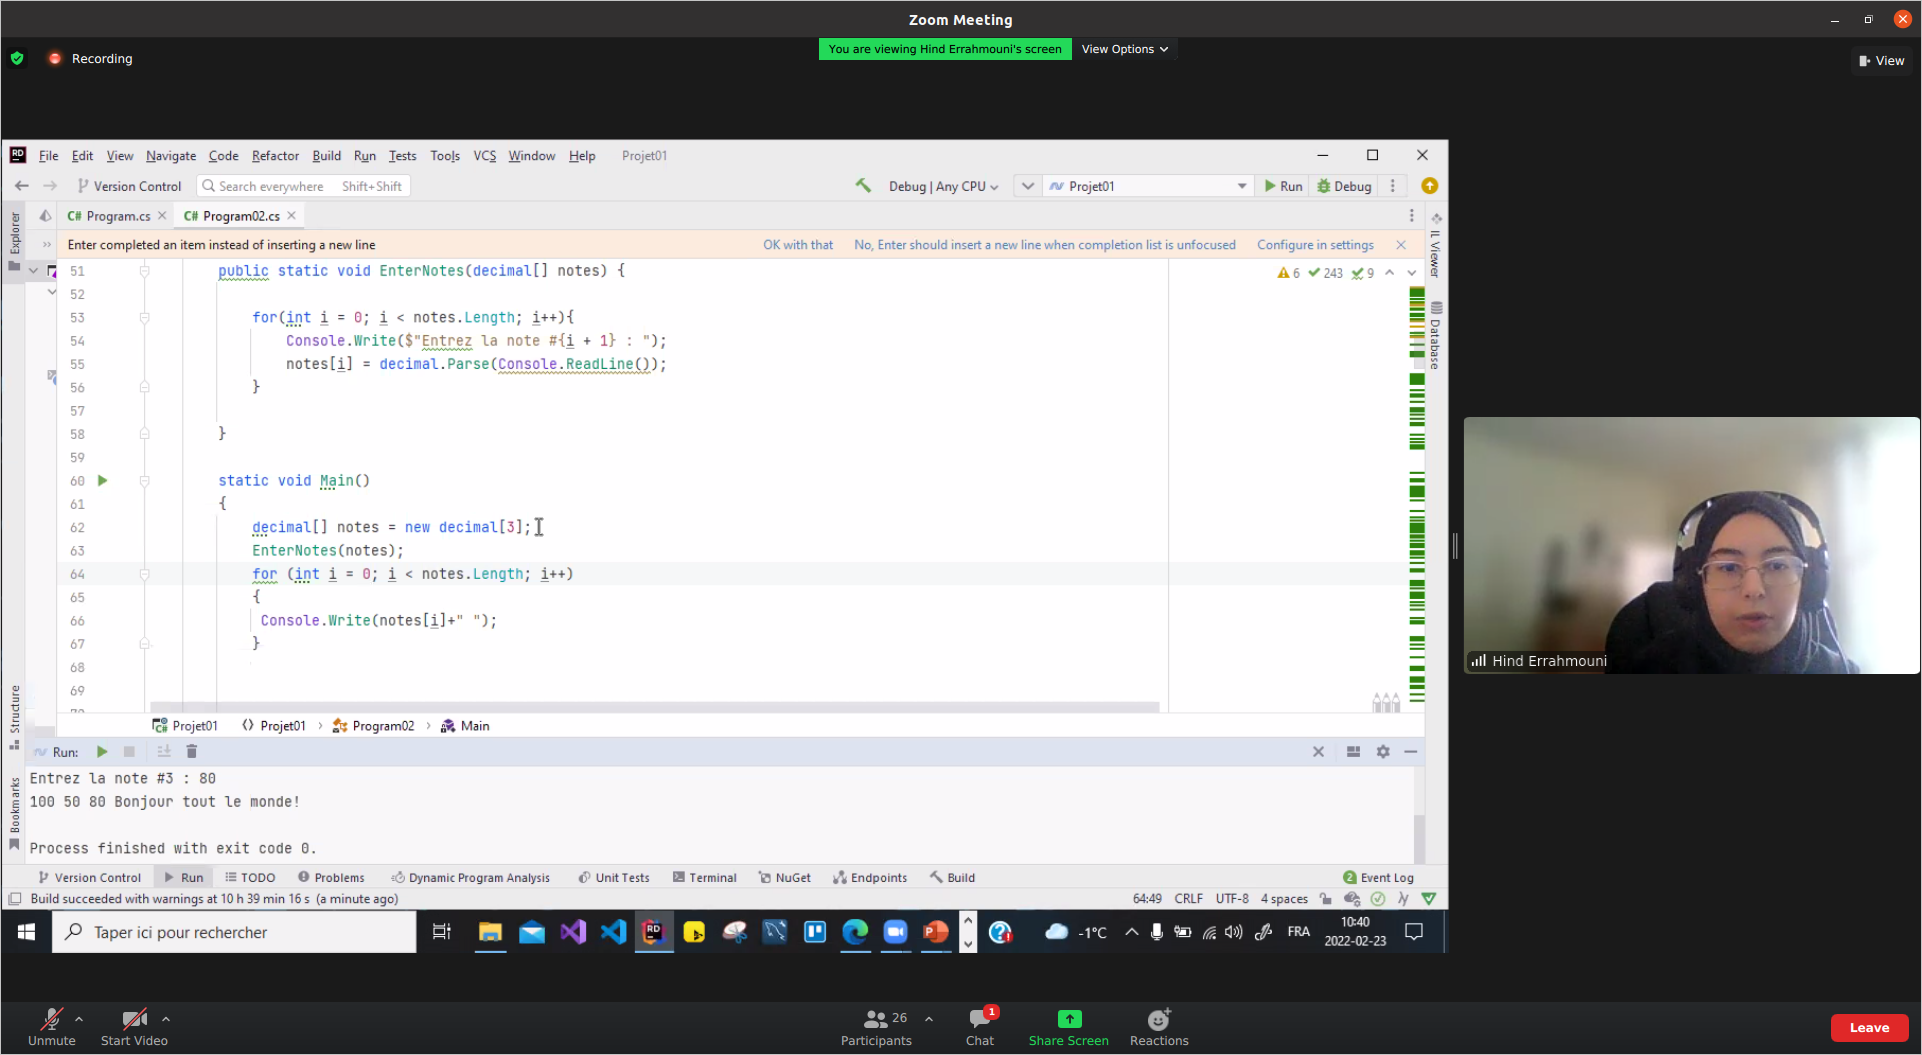 Zoom Meeting
Recording
You are viewing Hind Errahmouni's screen View Options
View
RD File Edit View Navigate Code Refactor Build Run Tests Tools VCS Window Help Projet01
Version Control Search everywhere Shift+Shift Debug | Any CPU Projet01 Run Debug
Explorer
C# Program.cs C# Program02.cs
Enter completed an item instead of inserting a new line OK with that No, Enter should insert a new line when completion list is unfocused Configure in settings
6 243 9
IL Viewer
Database
51 public static void EnterNotes(decimal[] notes) {
52
53 for(int i = 0; i < notes.Length; i++){
54 Console.Write($"Entrez la note #{i + 1} : ");
55 notes[i] = decimal.Parse(Console.ReadLine());
56 }
57
58 }
59
60 static void Main()
61 {
62 decimal[] notes = new decimal[3];
63 EnterNotes(notes);
64 for (int i = 0; i < notes.Length; i++)
65 {
66 Console.Write(notes[i]+" ");
67 }
68
69
Structure
Bookmarks
Projet01 Projet01 Program02 Main
Run:
Entrez la note #3 : 80
100 50 80 Bonjour tout le monde!
Process finished with exit code 0.
Version Control Run TODO Problems Dynamic Program Analysis Unit Tests Terminal NuGet Endpoints Build 2 Event Log
Build succeeded with warnings at 10 h 39 min 16 s (a minute ago) 64:49 CRLF UTF-8 4 spaces
Taper ici pour rechercher
RD
-1°C
FRA
10:40
2022-02-23
Hind Errahmouni
Unmute
Start Video
26
Participants
1
Chat
Share Screen
Reactions
Leave